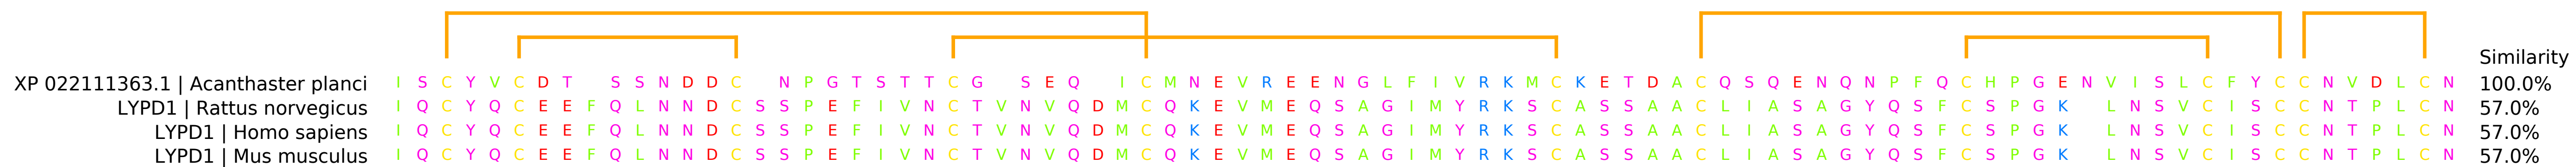 Similarity
XP 022111363.1 | Acanthaster planci I S C Y V C D T S S N D D C N P G T S T T C G S E Q I C M N E V R E E N G L F I V R K M C K E T D A C Q S Q E N Q N P F Q C H P G E N V I S L C F Y C C N V D L C N 100.0%
LYPD1 | Rattus norvegicus I Q C Y Q C E E F Q L N N D C S S P E F I V N C T V N V Q D M C Q K E V M E Q S A G I M Y R K S C A S S A A C L I A S A G Y Q S F C S P G K L N S V C I S C C N T P L C N 57.0%
LYPD1 | Homo sapiens I Q C Y Q C E E F Q L N N D C S S P E F I V N C T V N V Q D M C Q K E V M E Q S A G I M Y R K S C A S S A A C L I A S A G Y Q S F C S P G K L N S V C I S C C N T P L C N 57.0%
LYPD1 | Mus musculus I Q C Y Q C E E F Q L N N D C S S P E F I V N C T V N V Q D M C Q K E V M E Q S A G I M Y R K S C A S S A A C L I A S A G Y Q S F C S P G K L N S V C I S C C N T P L C N 57.0%